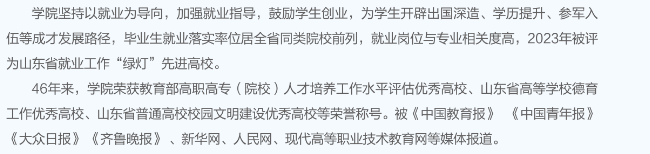 学院坚持以就业为导向，加强就业指导，鼓励学生创业，为学生开辟出国深造、学历提升、参军入
伍等成才发展路径，毕业生就业落实率位居全省同类院校前列，就业岗位与专业相关度高，2023年被评
为山东省就业工作“绿灯”先进高校。
46年来，学院荣获教育部高职高专（院校）人才培养工作水平评估优秀高校、山东省高等学校德育
工作优秀高校、山东省普通高校校园文明建设优秀高校等荣誉称号。被《中国教育报》 《中国青年报》
《大众日报》《齐鲁晚报》 、新华网、人民网、现代高等职业技术教育网等媒体报道。